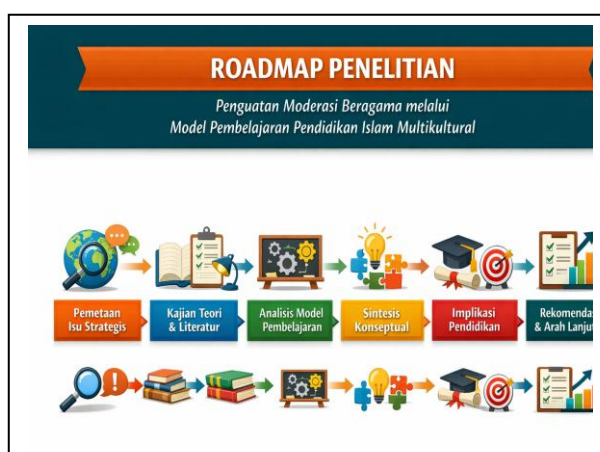 ROADMAP PENELITIAN
Penguatan Moderasi Beragama melalui
Model Pembelajaran Pendidikan Islam Multikultural
Pemetaan
Isu Strategis
Kajian Teori
& Literatur
Analisis Model
Pembelajaran
Sintesis
Konseptual
Implikasi
Pendidikan
Rekomendas
& Arah Lanjut